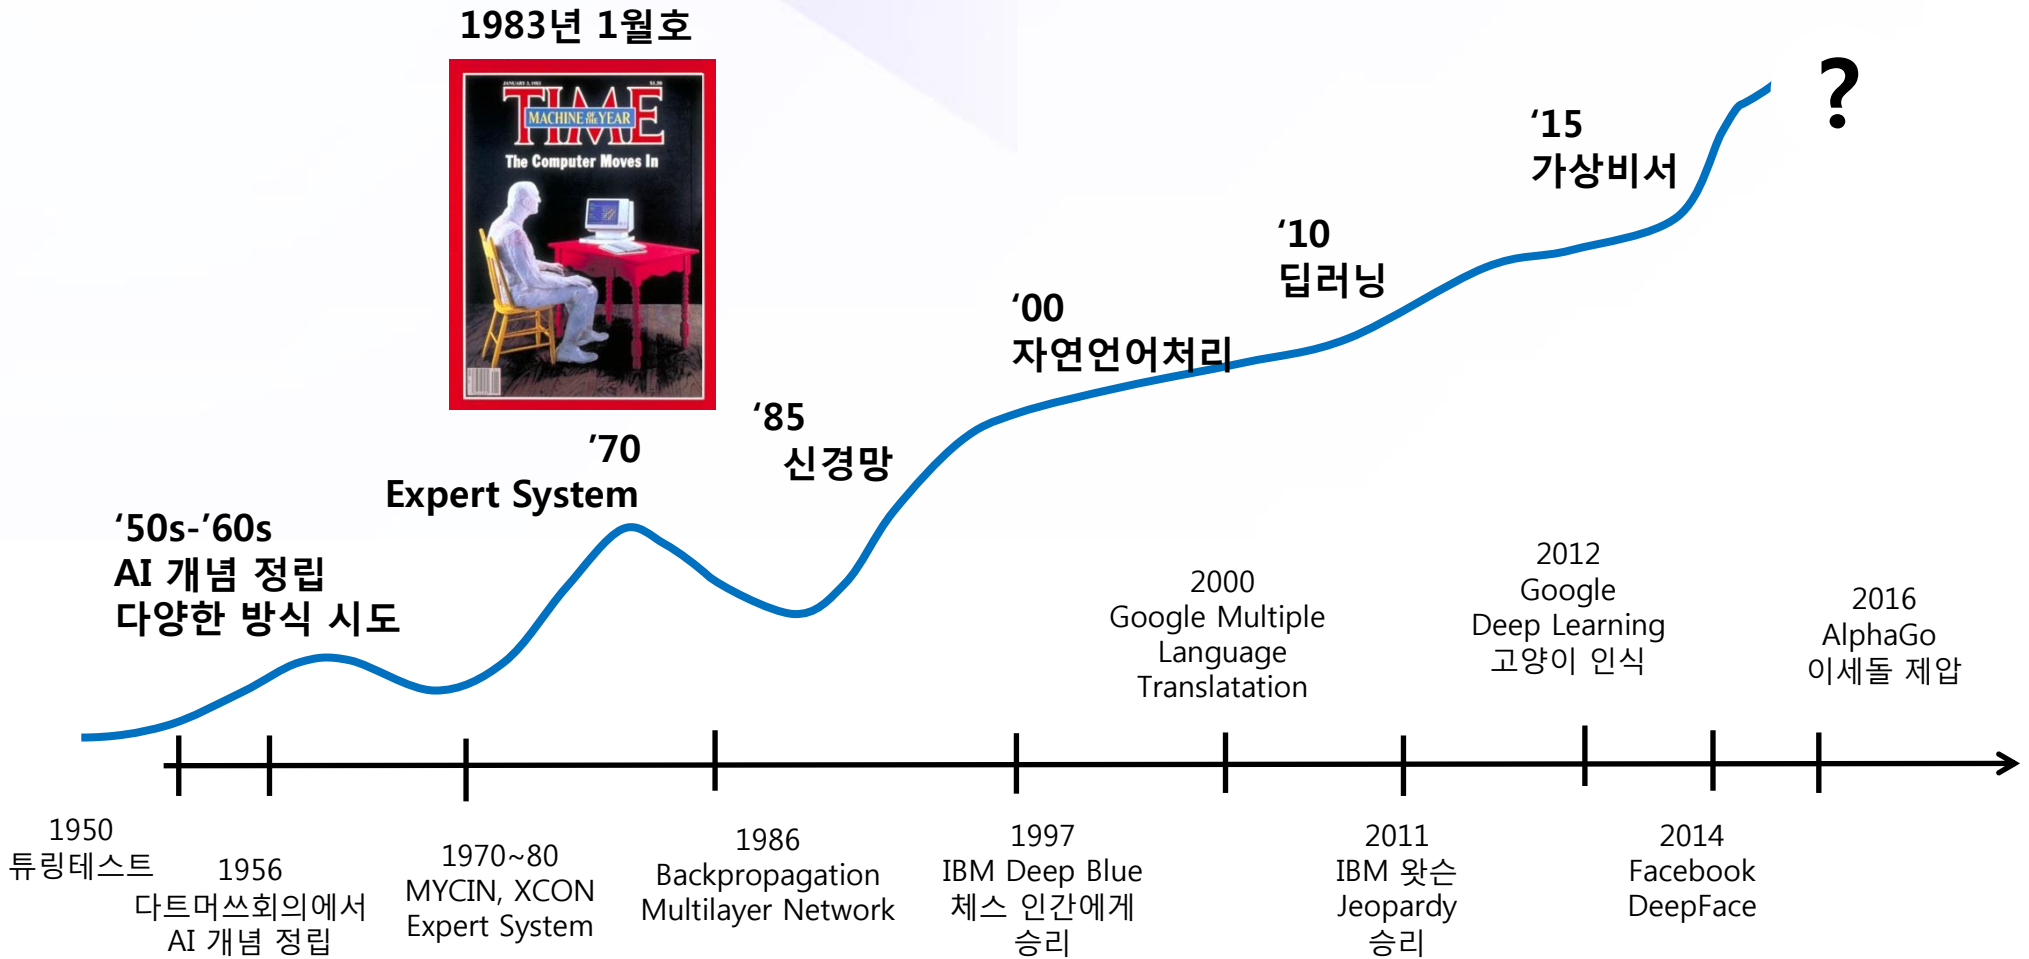 1983년 1월호
JANUARY 3, 1983
$1.50
TIME
MACHINE OF THE YEAR
The Computer Moves In
?
‘15
가상비서
‘10
딥러닝
‘00
자연언어처리
‘85
신경망
’70
Expert System
‘50s-’60s
AI 개념 정립
다양한 방식 시도
2000
Google Multiple
Language
Translatation
2012
Google
Deep Learning
고양이 인식
2016
AlphaGo
이세돌 제압
1950
튜링테스트
1956
다트머쓰회의에서
AI 개념 정립
1970~80
MYCIN, XCON
Expert System
1986
Backpropagation
Multilayer Network
1997
IBM Deep Blue
체스 인간에게
승리
2011
IBM 왓슨
Jeopardy
승리
2014
Facebook
DeepFace